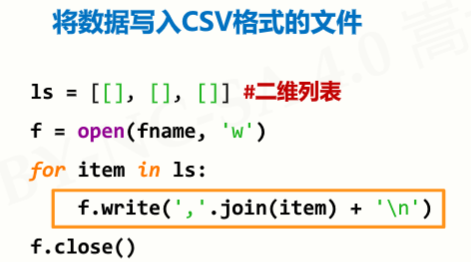 将数据写入CSV格式的文件
ls = [[], [], []] #二维列表
f = open(fname, 'w')
for item in ls:
    f.write(','.join(item) + '\n')
f.close()